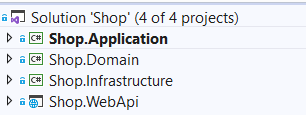 Solution 'Shop' (4 of 4 projects)
C# Shop.Application
C# Shop.Domain
C# Shop.Infrastructure
Shop.WebApi